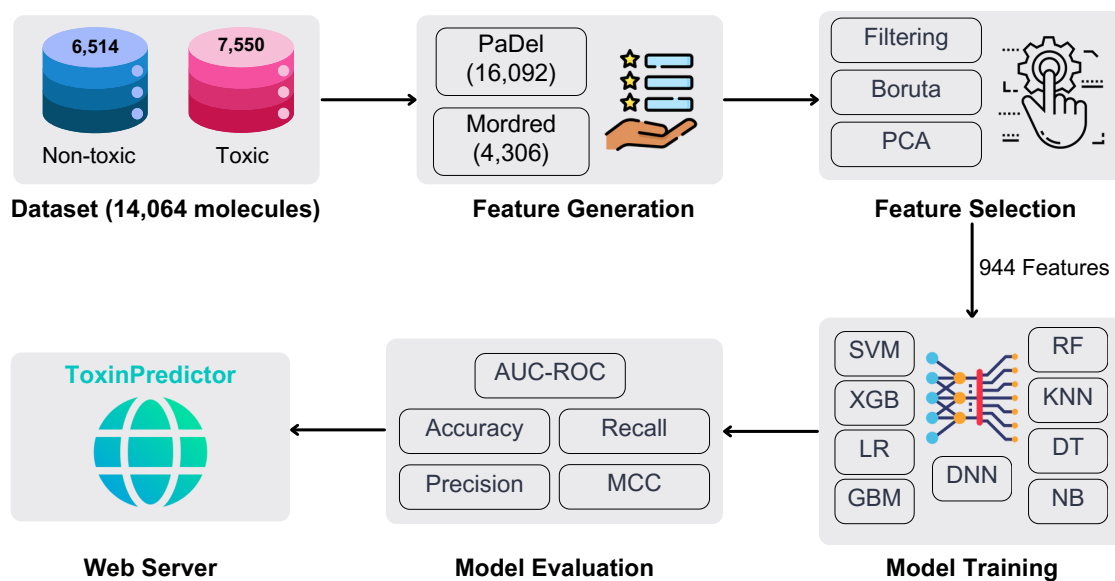 6,514
7,550
Non-toxic
Toxic
Dataset (14,064 molecules)
PaDel
(16,092)
Mordred
(4,306)
Feature Generation
Filtering
Boruta
PCA
Feature Selection
944 Features
SVM
XGB
LR
GBM
DNN
RF
KNN
DT
NB
Model Training
AUC-ROC
Accuracy
Recall
Precision
MCC
Model Evaluation
ToxinPredictor
Web Server